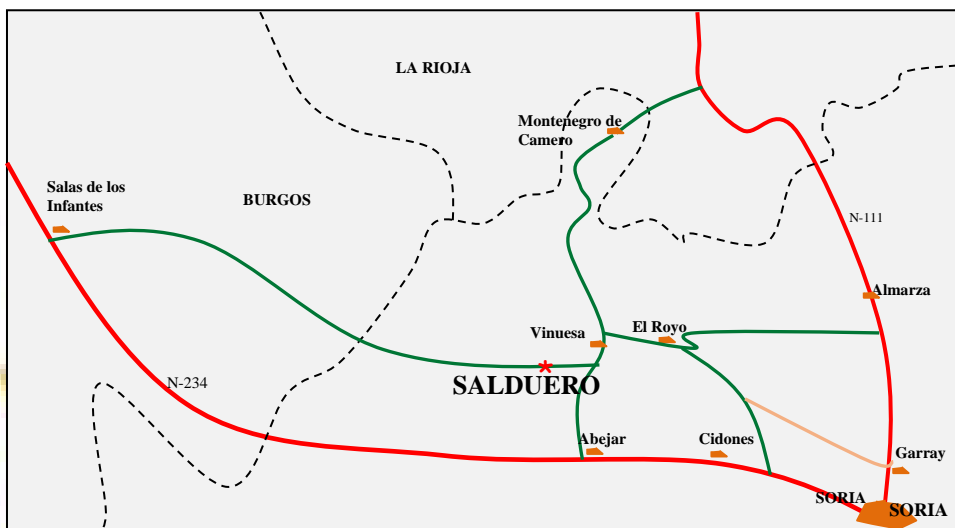 LA RIOJA
Montenegro de
Camero
Salas de los
Infantes
BURGOS
N-111
Almarza
El Royo
Vinuesa
N-234
SALDUERO
Abejar
Cidones
Garray
SORIA
SORIA